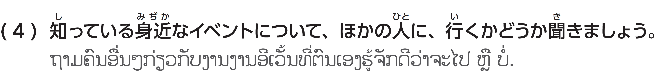 (4) 知っている身近なイベントについて、ほかの人に、行くかどうか聞きましょう。
ຖາມຄົນອື່ນໆກ່ຽວກັບງານງານອີເວັ້ນທີ່ຕົນເອງຮູ້ຈັກດີວ່າຈະໄປ ຫຼື ບໍ່.